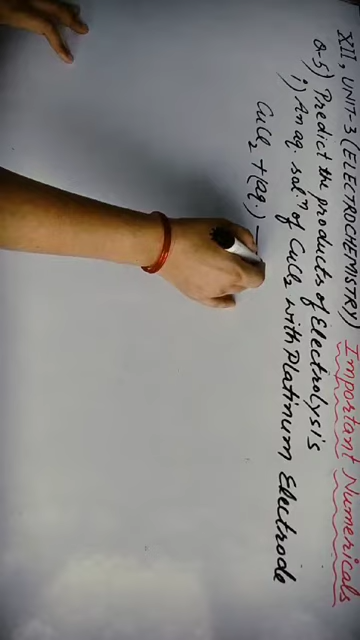 XII, UNIT-3 (ELECTROCHEMISTRY) Important Numericals
Q-5) Predict the products of Electrolysis
i) An aq. solⁿ of CuCl₂ with Platinum Electrode
CuCl₂ + (aq.) —